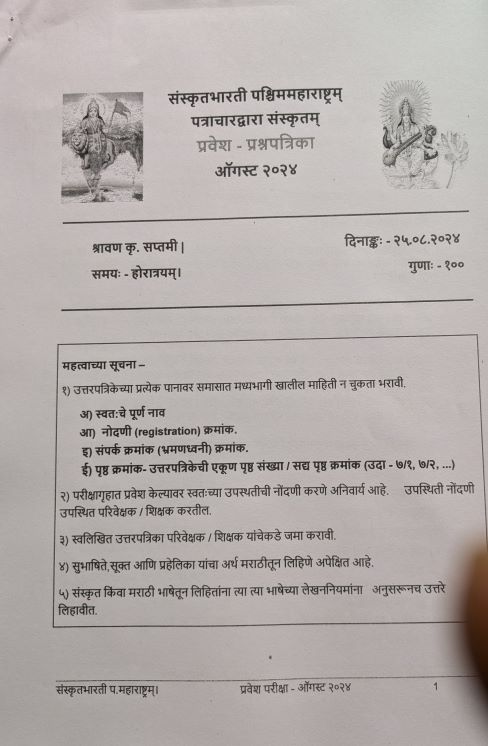 संस्कृतभारती पश्चिममहाराष्ट्रम्
पत्राचारद्वारा संस्कृतम्
प्रवेश - प्रश्नपत्रिका
ऑगस्ट २०२४
श्रावण कृ. सप्तमी |
दिनाङ्कः - २५.०८.२०२४
समयः - होरात्रयम्।
गुणाः - १००
महत्वाच्या सूचना –
१) उत्तरपत्रिकेच्या प्रत्येक पानावर समासात मध्यभागी खालील माहिती न चुकता भरावी.
अ) स्वतःचे पूर्ण नाव
आ) नोदणी (registration) क्रमांक.
इ) संपर्क क्रमांक (भ्रमणध्वनी) क्रमांक.
ई) पृष्ठ क्रमांक- उत्तरपत्रिकेची एकूण पृष्ठ संख्या / सद्य पृष्ठ क्रमांक (उदा - ७/१, ७/२, ...)
२) परीक्षागृहात प्रवेश केल्यावर स्वतःच्या उपस्थतीची नोंदणी करणे अनिवार्य आहे. उपस्थिती नोंदणी
उपस्थित परिवेक्षक / शिक्षक करतील.
३) स्वलिखित उत्तरपत्रिका परिवेक्षक / शिक्षक यांचेकडे जमा करावी.
४) सुभाषिते,सूक्त आणि प्रहेलिका यांचा अर्थ मराठीतून लिहिणे अपेक्षित आहे.
५) संस्कृत किंवा मराठी भाषेतून लिहितांना त्या त्या भाषेच्या लेखननियमांना अनुसरूनच उत्तरे
लिहावीत.
संस्कृतभारती प.महाराष्ट्रम्।
प्रवेश परीक्षा - ऑगस्ट २०२४
1